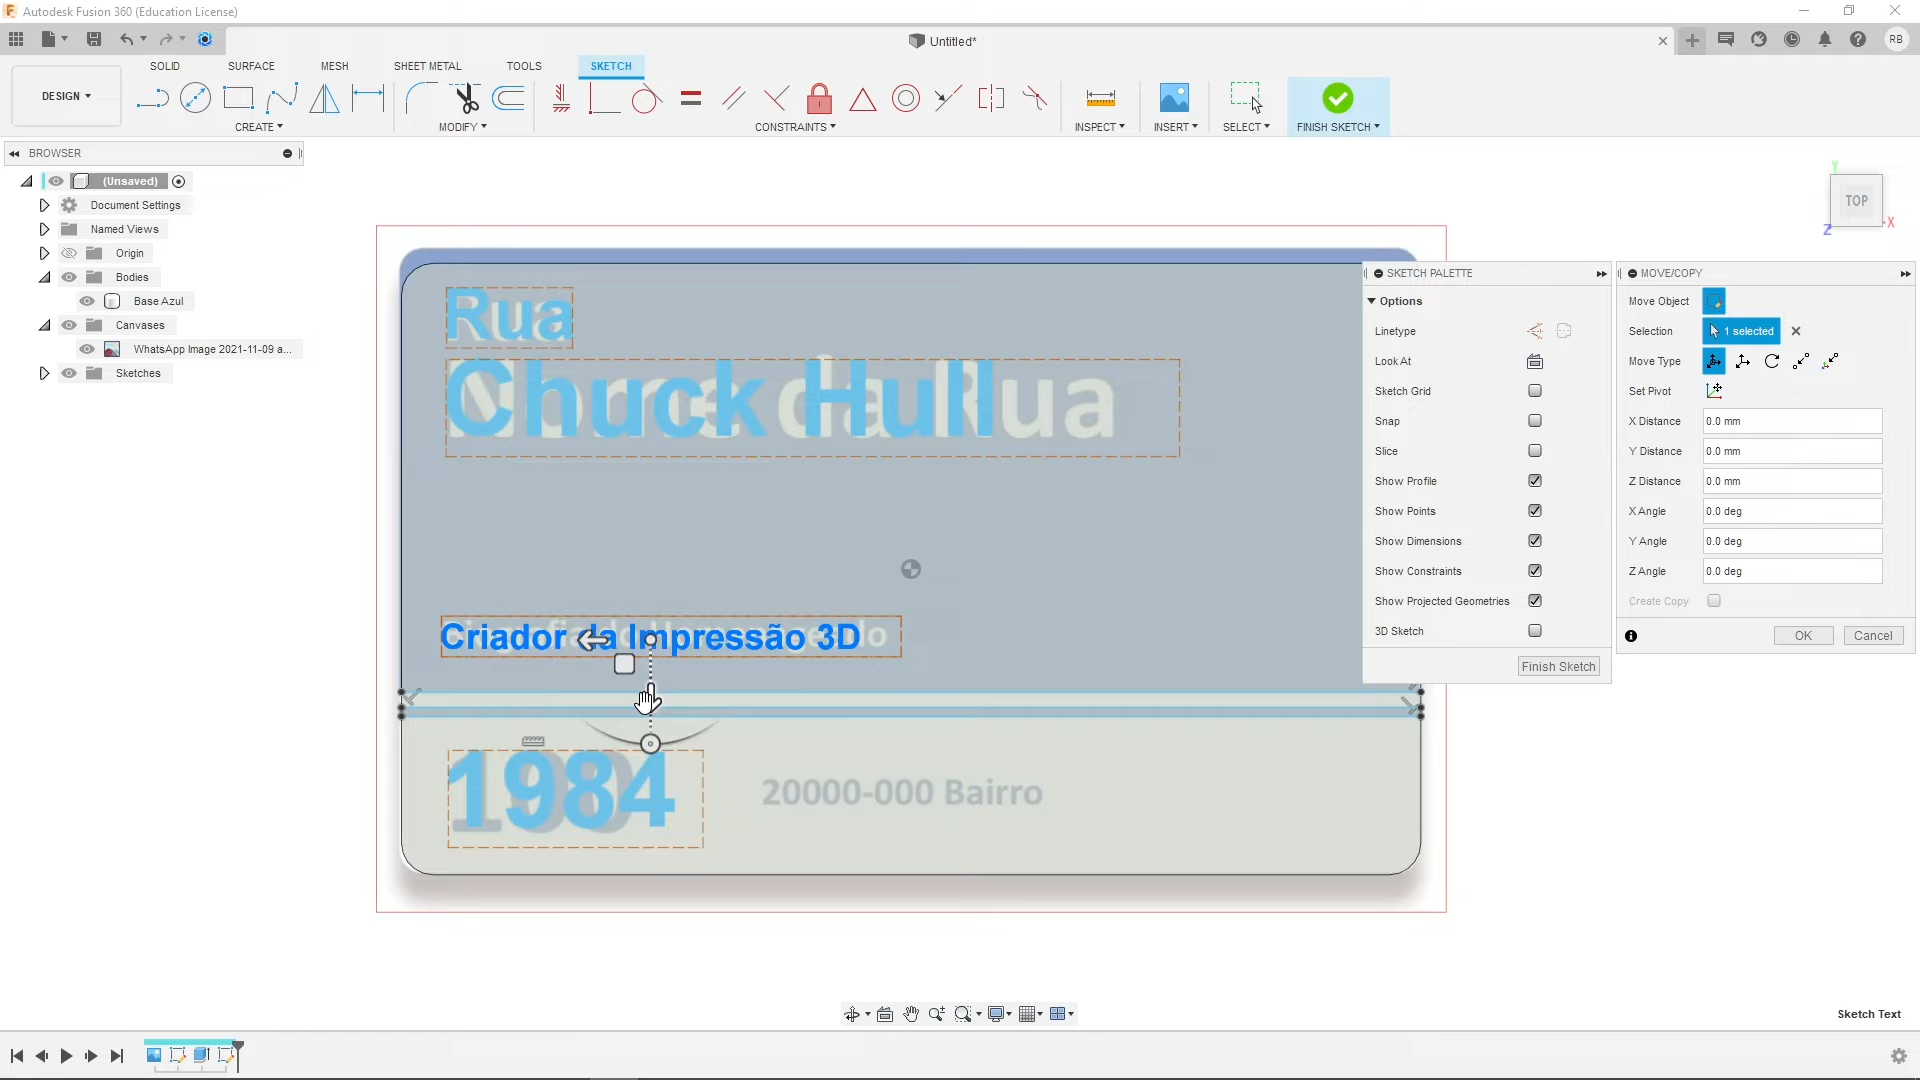 Autodesk Fusion 360 (Education License)
Untitled*
RB
DESIGN
SOLID
SURFACE
MESH
SHEET METAL
TOOLS
SKETCH
CREATE
MODIFY
CONSTRAINTS
INSPECT
INSERT
SELECT
FINISH SKETCH
BROWSER
(Unsaved)
Document Settings
Named Views
Origin
Bodies
Base Azul
Canvases
WhatsApp Image 2021-11-09 a...
Sketches
TOP
Y
X
Z
Rua
Chuck Hull
Nome da Rua
Criador da Impressão 3D
1984
20000-000 Bairro
SKETCH PALETTE
Options
Linetype
Look At
Sketch Grid
Snap
Slice
Show Profile
Show Points
Show Dimensions
Show Constraints
Show Projected Geometries
3D Sketch
Finish Sketch
MOVE/COPY
Move Object
Selection
1 selected
Move Type
Set Pivot
X Distance
0.0 mm
Y Distance
0.0 mm
Z Distance
0.0 mm
X Angle
0.0 deg
Y Angle
0.0 deg
Z Angle
0.0 deg
Create Copy
OK
Cancel
Sketch Text